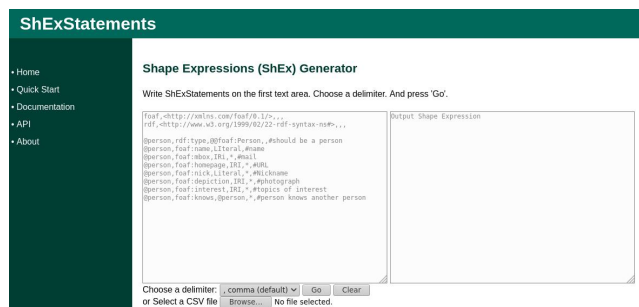 ShExStatements
• Home
• Quick Start
• Documentation
• API
• About
Shape Expressions (ShEx) Generator
Write ShExStatements on the first text area. Choose a delimiter. And press 'Go'.
foaf,<http://xmlns.com/foaf/0.1/>,,,
rdf,<http://www.w3.org/1999/02/22-rdf-syntax-ns#>,,,
@person,rdf:type,@@foaf:Person,,#should be a person
@person,foaf:name,LIteral,#name
@person,foaf:mbox,IRI,*,#mail
@person,foaf:homepage,IRI,*,#URL
@person,foaf:nick,Literal,*,#Nickname
@person,foaf:depiction,IRI,*,#photograph
@person,foaf:interest,IRI,*,#topics of interest
@person,foaf:knows,@person,*,#person knows another person
Output Shape Expression
Choose a delimiter: , comma (default) Go Clear
or Select a CSV file Browse... No file selected.